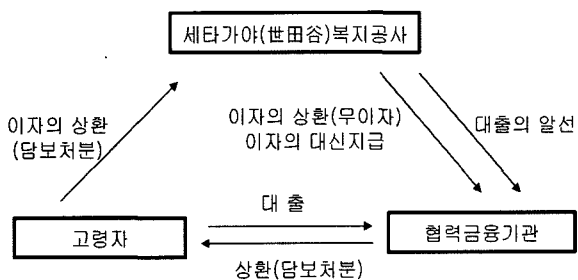 세타가야(世田谷)복지공사
이자의 상환
(담보처분)
이자의 상환(무이자)
이자의 대신지급
대출의 알선
고령자
대 출
상환(담보처분)
협력금융기관